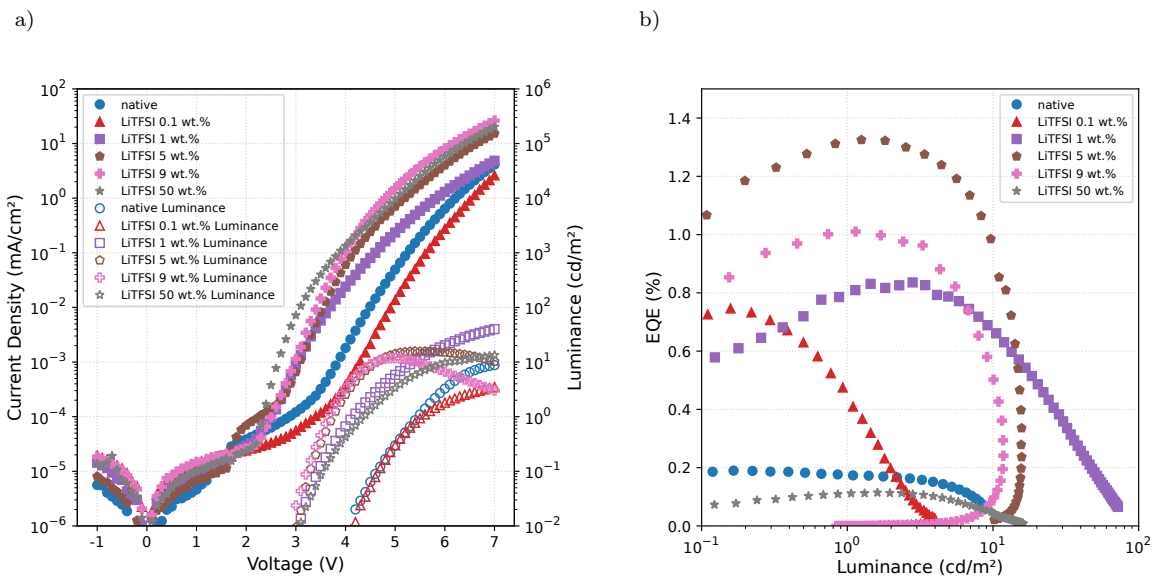 a)
b)
Current Density (mA/cm²)
10²
10¹
10⁰
10⁻¹
10⁻²
10⁻³
10⁻⁴
10⁻⁵
10⁻⁶
native
LiTFSI 0.1 wt.%
LiTFSI 1 wt.%
LiTFSI 5 wt.%
LiTFSI 9 wt.%
LiTFSI 50 wt.%
native Luminance
LiTFSI 0.1 wt.% Luminance
LiTFSI 1 wt.% Luminance
LiTFSI 5 wt.% Luminance
LiTFSI 9 wt.% Luminance
LiTFSI 50 wt.% Luminance
10⁶
10⁵
10⁴
10³
10²
10¹
10⁰
10⁻¹
10⁻²
Luminance (cd/m²)
-1 0 1 2 3 4 5 6 7
Voltage (V)
EQE (%)
1.4
1.2
1.0
0.8
0.6
0.4
0.2
0.0
native
LiTFSI 0.1 wt.%
LiTFSI 1 wt.%
LiTFSI 5 wt.%
LiTFSI 9 wt.%
LiTFSI 50 wt.%
10⁻¹ 10⁰ 10¹ 10²
Luminance (cd/m²)